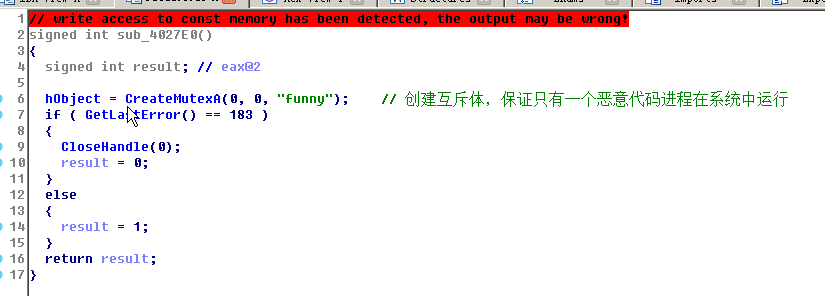 1 // write access to const memory has been detected, the output may be wrong!
2 signed int sub_4027E0()
3 {
4 signed int result; // eax@2
5
6 hObject = CreateMutexA(0, 0, "funny"); // 创建互斥体，保证只有一个恶意代码进程在系统中运行
7 if ( GetLastError() == 183 )
8 {
9 CloseHandle(0);
10 result = 0;
11 }
12 else
13 {
14 result = 1;
15 }
16 return result;
17 }